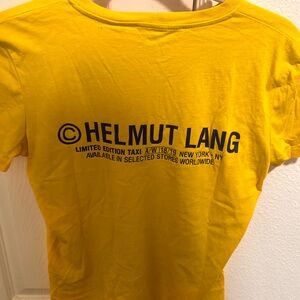 © HELMUT LANG
LIMITED EDITION TAXI A/W 18/19 NEW YORK - NY
AVAILABLE IN SELECTED STORES WORLDWIDE